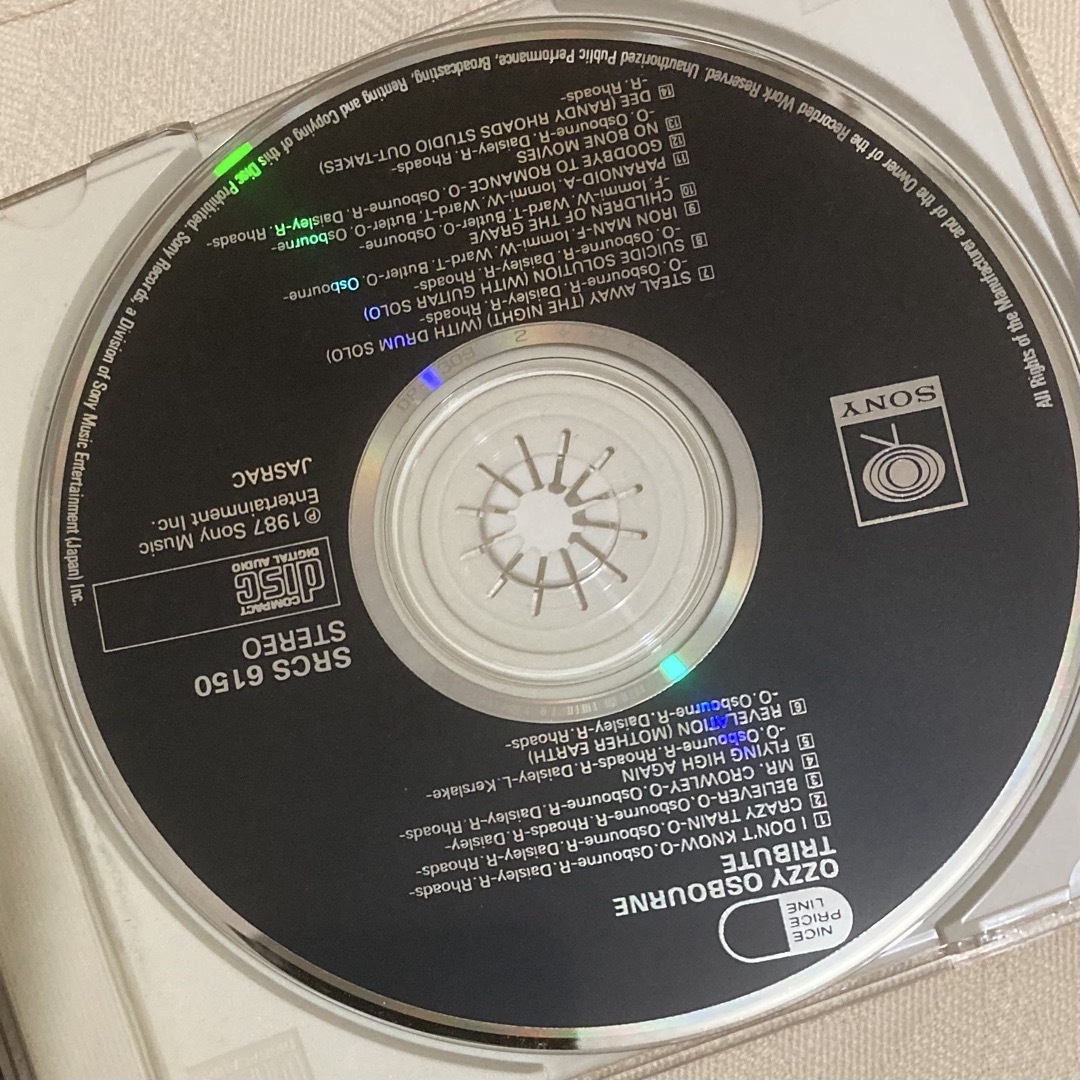 NICE
PRICE
LINE
OZZY OSBOURNE
TRIBUTE
1 I DON'T KNOW-O. Osbourne-R. Daisley-R. Rhoads-
2 CRAZY TRAIN-O. Osbourne-R. Daisley-R. Rhoads-
3 BELIEVER-O. Osbourne-R. Rhoads-R. Daisley-
4 MR. CROWLEY-O. Osbourne-R. Daisley-R. Rhoads-
5 FLYING HIGH AGAIN
-O. Osbourne-R. Rhoads-R. Daisley-L. Kerslake-
6 REVELATION (MOTHER EARTH)
-O. Osbourne-R. Daisley-R. Rhoads-
SRCS 6150
STEREO
COMPACT
disc
DIGITAL AUDIO
℗ 1987 Sony Music
Entertainment Inc.
JASRAC
SONY
7 STEAL AWAY (THE NIGHT) (WITH DRUM SOLO)
-O. Osbourne-R. Daisley-R. Rhoads-
8 SUICIDE SOLUTION (WITH GUITAR SOLO)
-O. Osbourne-R. Daisley-R. Rhoads-
9 IRON MAN-F. Iommi-W. Ward-T. Butler-O. Osbourne-
10 CHILDREN OF THE GRAVE
-F. Iommi-W. Ward-T. Butler-O. Osbourne-
11 PARANOID-A. Iommi-W. Ward-T. Butler-O. Osbourne-
12 GOODBYE TO ROMANCE-O. Osbourne-R. Daisley-R. Rhoads-
13 NO BONE MOVIES
-O. Osbourne-R. Daisley-R. Rhoads-
14 DEE (RANDY RHOADS STUDIO OUT-TAKES)
-R. Rhoads-
All Rights of the Manufacturer and of the Owner of the Recorded Work Reserved. Unauthorized Public Performance, Broadcasting, Renting and Copying of this Disc Prohibited. Sony Records, a Division of Sony Music Entertainment (Japan) Inc.